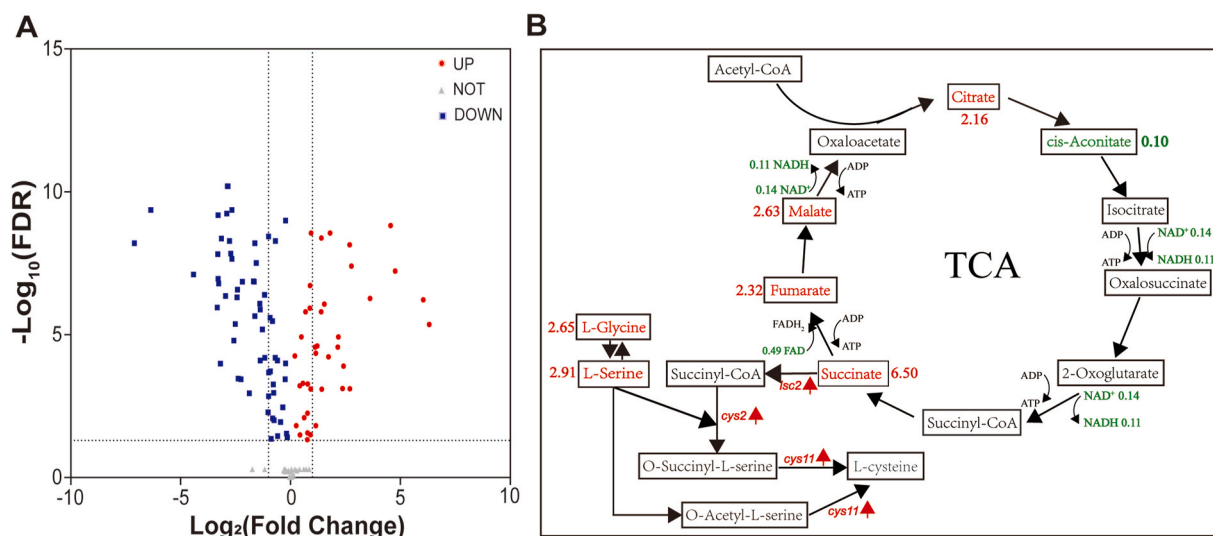 A
15
10
5
0
-10
-5
0
5
10
-Log₁₀(FDR)
Log₂(Fold Change)
UP
NOT
DOWN
B
Acetyl-CoA
Citrate
2.16
cis-Aconitate 0.10
Oxaloacetate
0.11 NADH
ADP
0.14 NAD⁺
ATP
2.63 Malate
Isocitrate
ADP
NAD⁺ 0.14
ATP
NADH 0.11
TCA
Oxalosuccinate
2.32 Fumarate
FADH₂
ADP
ATP
0.49 FAD
2.65 L-Glycine
2.91 L-Serine
Succinyl-CoA
Succinate 6.50
lsc2
2-Oxoglutarate
ADP
NAD⁺ 0.14
ATP
NADH 0.11
Succinyl-CoA
cys2
O-Succinyl-L-serine
cys11
L-cysteine
O-Acetyl-L-serine
cys11